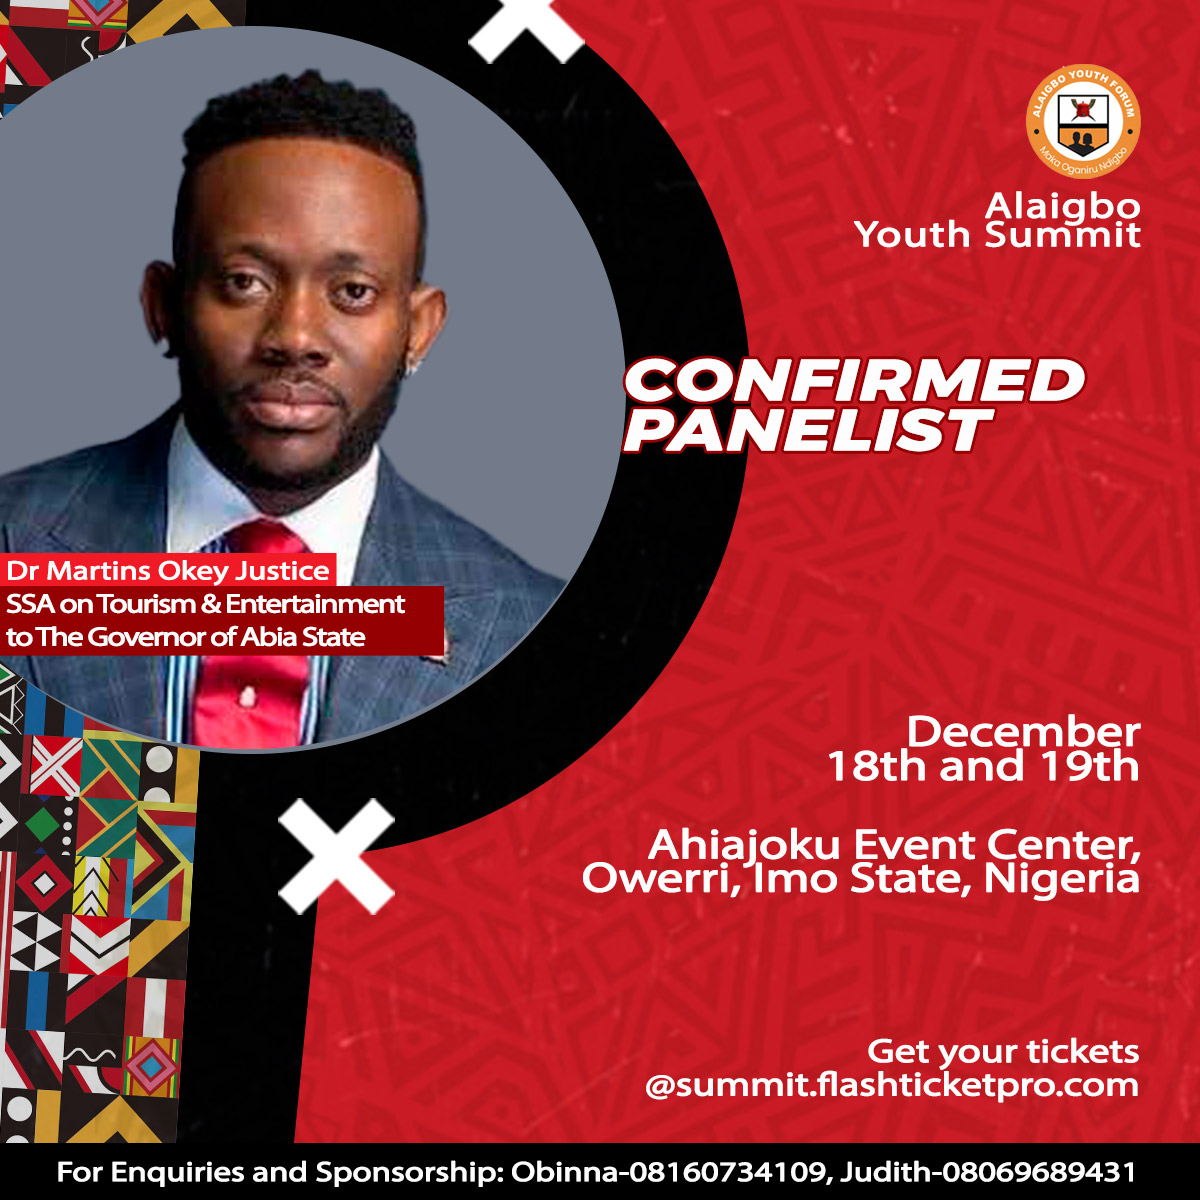 ALAIGBO YOUTH FORUM
Maka Oganiru Ndigbo
Alaigbo
Youth Summit
CONFIRMED
PANELIST
Dr Martins Okey Justice
SSA on Tourism & Entertainment
to The Governor of Abia State
December
18th and 19th
Ahiajoku Event Center,
Owerri, Imo State, Nigeria
Get your tickets
@summit.flashticketpro.com
For Enquiries and Sponsorship: Obinna-08160734109, Judith-08069689431